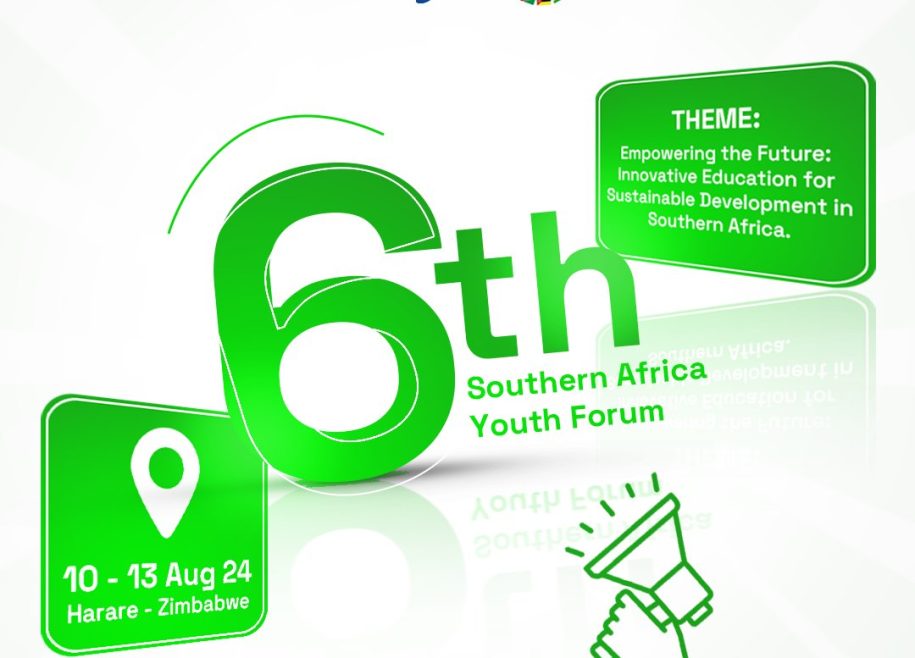 THEME:
Empowering the Future:
Innovative Education for
Sustainable Development in
Southern Africa.
6th
Southern Africa
Youth Forum
10 - 13 Aug 24
Harare - Zimbabwe